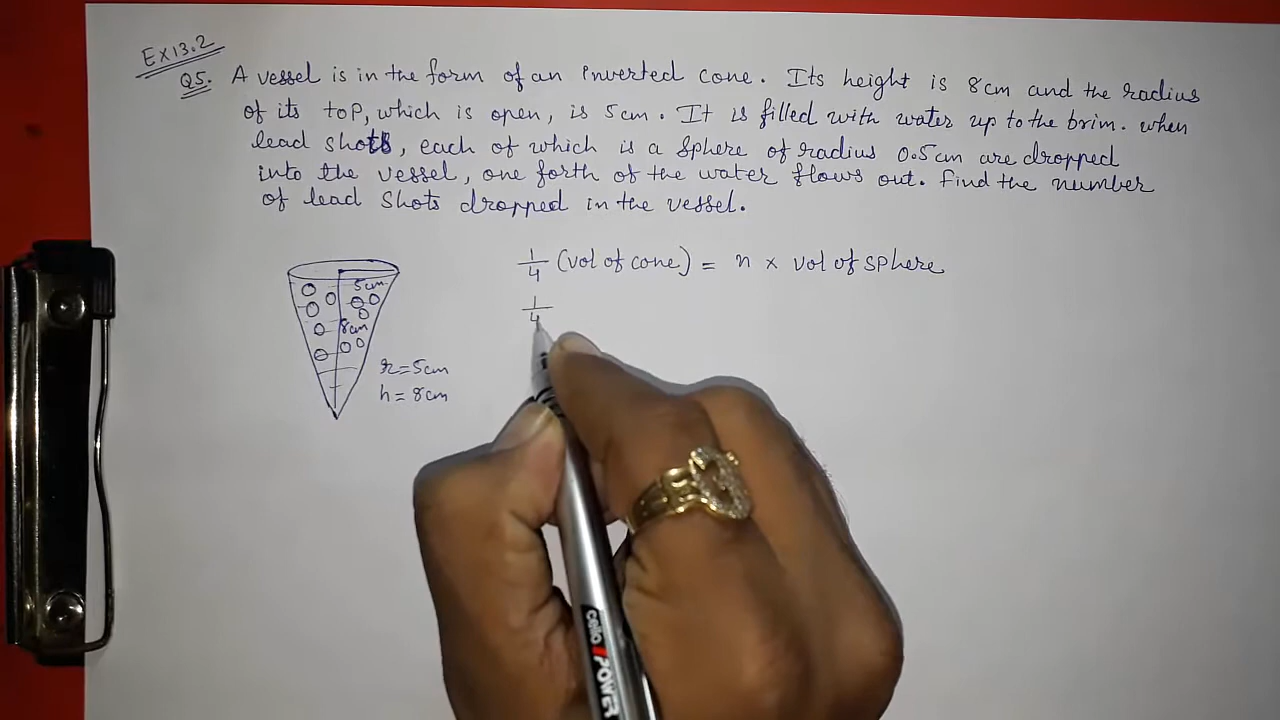 Ex13.2
Q5. A vessel is in the form of an inverted cone. Its height is 8cm and the radius
of its top, which is open, is 5cm. It is filled with water up to the brim. when
lead shots, each of which is a sphere of radius 0.5cm are dropped
into the vessel, one forth of the water flows out. find the number
of lead shots dropped in the vessel.
1/4 (vol of cone) = n × vol of sphere
1/4
5cm
8cm
r=5cm
h=8cm
cello POWER